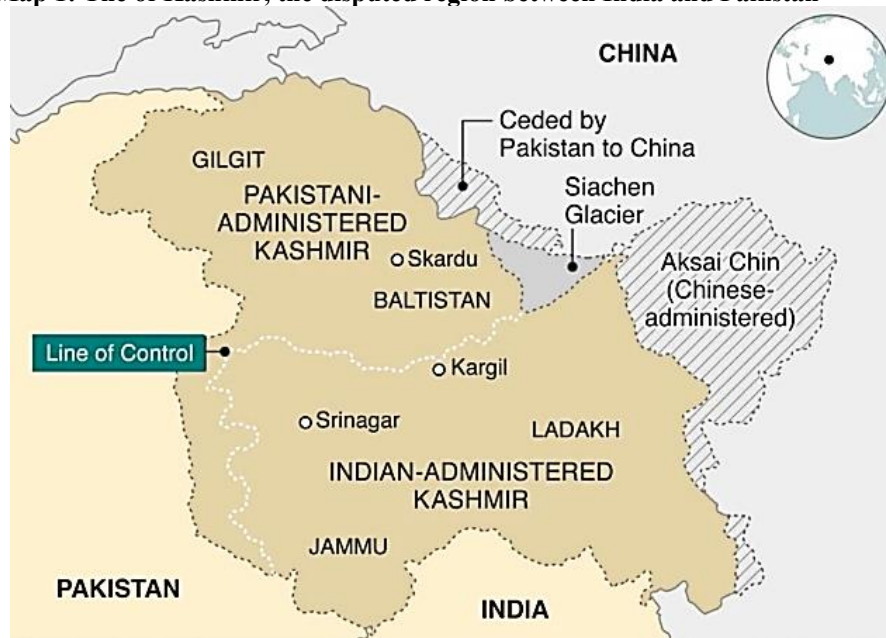 Map 1: The of Kashmir, the disputed region between India and Pakistan
CHINA
Ceded by
Pakistan to China
Siachen
Glacier
GILGIT
PAKISTANI-
ADMINISTERED
KASHMIR
Skardu
BALTISTAN
Aksai Chin
(Chinese-
administered)
Line of Control
Kargil
Srinagar
LADAKH
INDIAN-ADMINISTERED
KASHMIR
JAMMU
PAKISTAN
INDIA